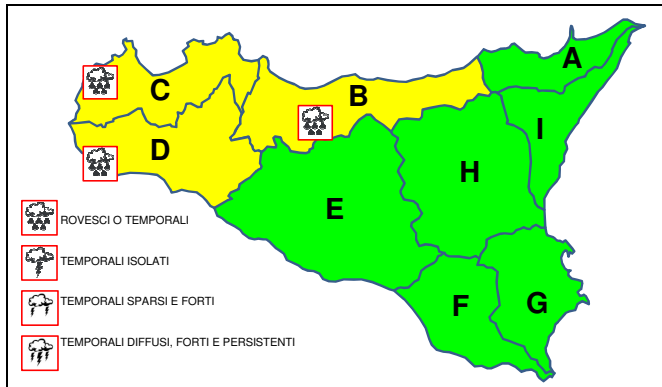 A
B
C
I
D
H
E
ROVESCI O TEMPORALI
TEMPORALI ISOLATI
TEMPORALI SPARSI E FORTI
F
G
TEMPORALI DIFFUSI, FORTI E PERSISTENTI